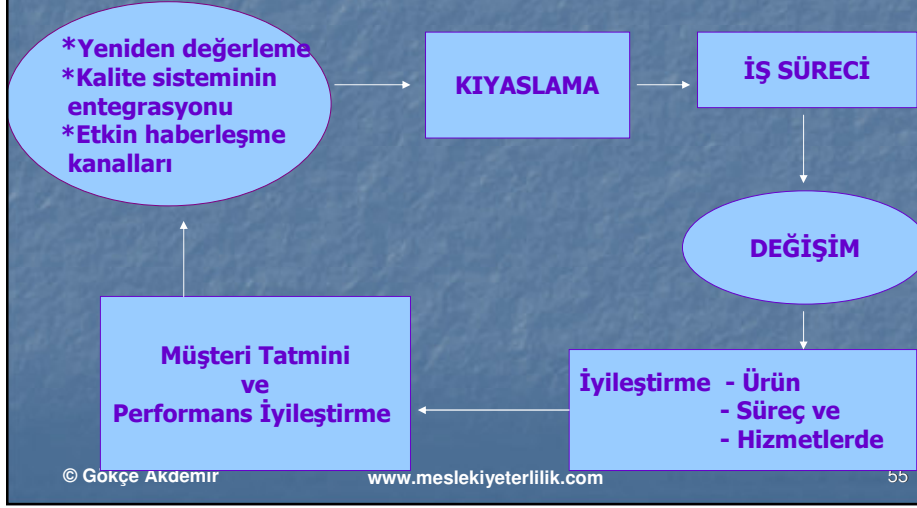 *Yeniden değerleme
*Kalite sisteminin
entegrasyonu
*Etkin haberleşme
kanalları
KIYASLAMA
İŞ SÜRECİ
DEĞİŞİM
İyileştirme - Ürün
- Süreç ve
- Hizmetlerde
Müşteri Tatmini
ve
Performans İyileştirme
© Gökçe Akdemir
www.meslekiyeterlilik.com
55